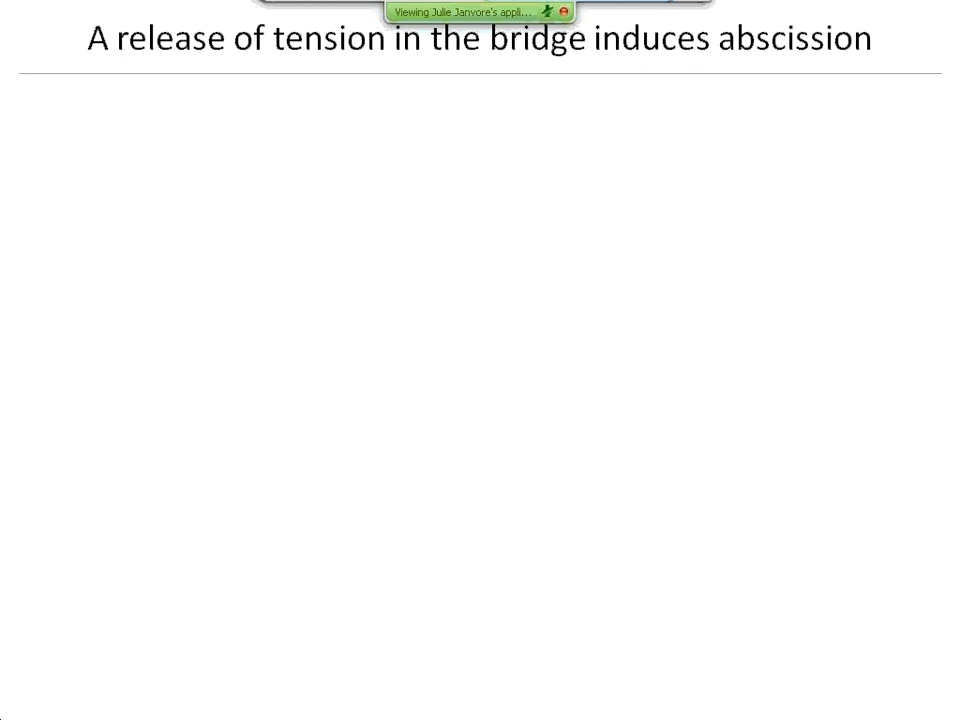 Viewing Julie Janvore's appli...
A release of tension in the bridge induces abscission